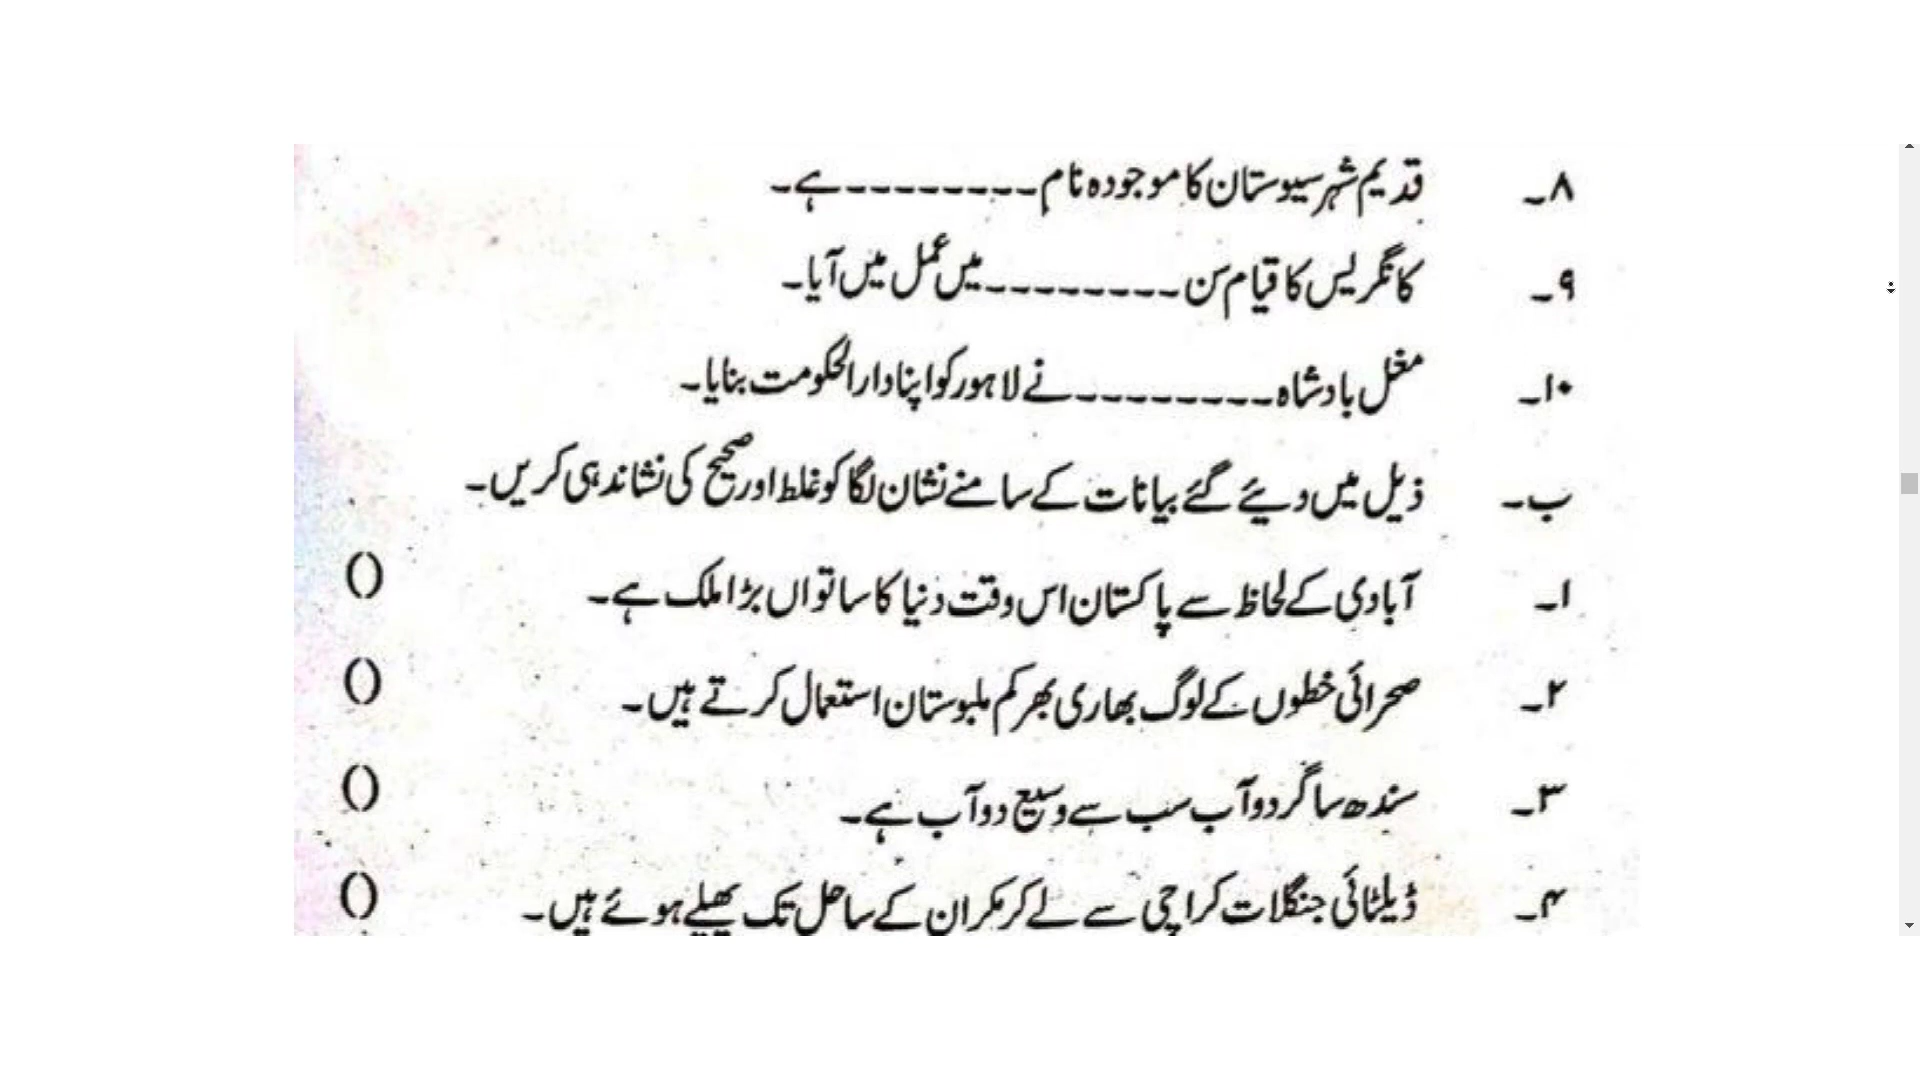 ۸۔ قدیم شہر سیوستان کا موجودہ نام --------- ہے۔
۹۔ کانگریس کا قیام سن --------- میں عمل میں آیا۔
۱۰۔ مغل بادشاہ --------- نے لاہور کو اپنا دارالحکومت بنایا۔
ب۔ ذیل میں دیئے گئے بیانات کے سامنے نشان لگا کو غلط اور صحیح کی نشاندہی کریں۔
۱۔ آبادی کے لحاظ سے پاکستان اس وقت دنیا کا ساتواں بڑا ملک ہے۔ ()
۲۔ صحرائی خطوں کے لوگ بھاری بھرکم ملبوستان استعمال کرتے ہیں۔ ()
۳۔ سندھ ساگر دوآب سب سے وسیع دوآب ہے۔ ()
۴۔ ڈیلٹائی جنگلات کراچی سے لے کر مکران کے ساحل تک پھیلے ہوئے ہیں۔ ()